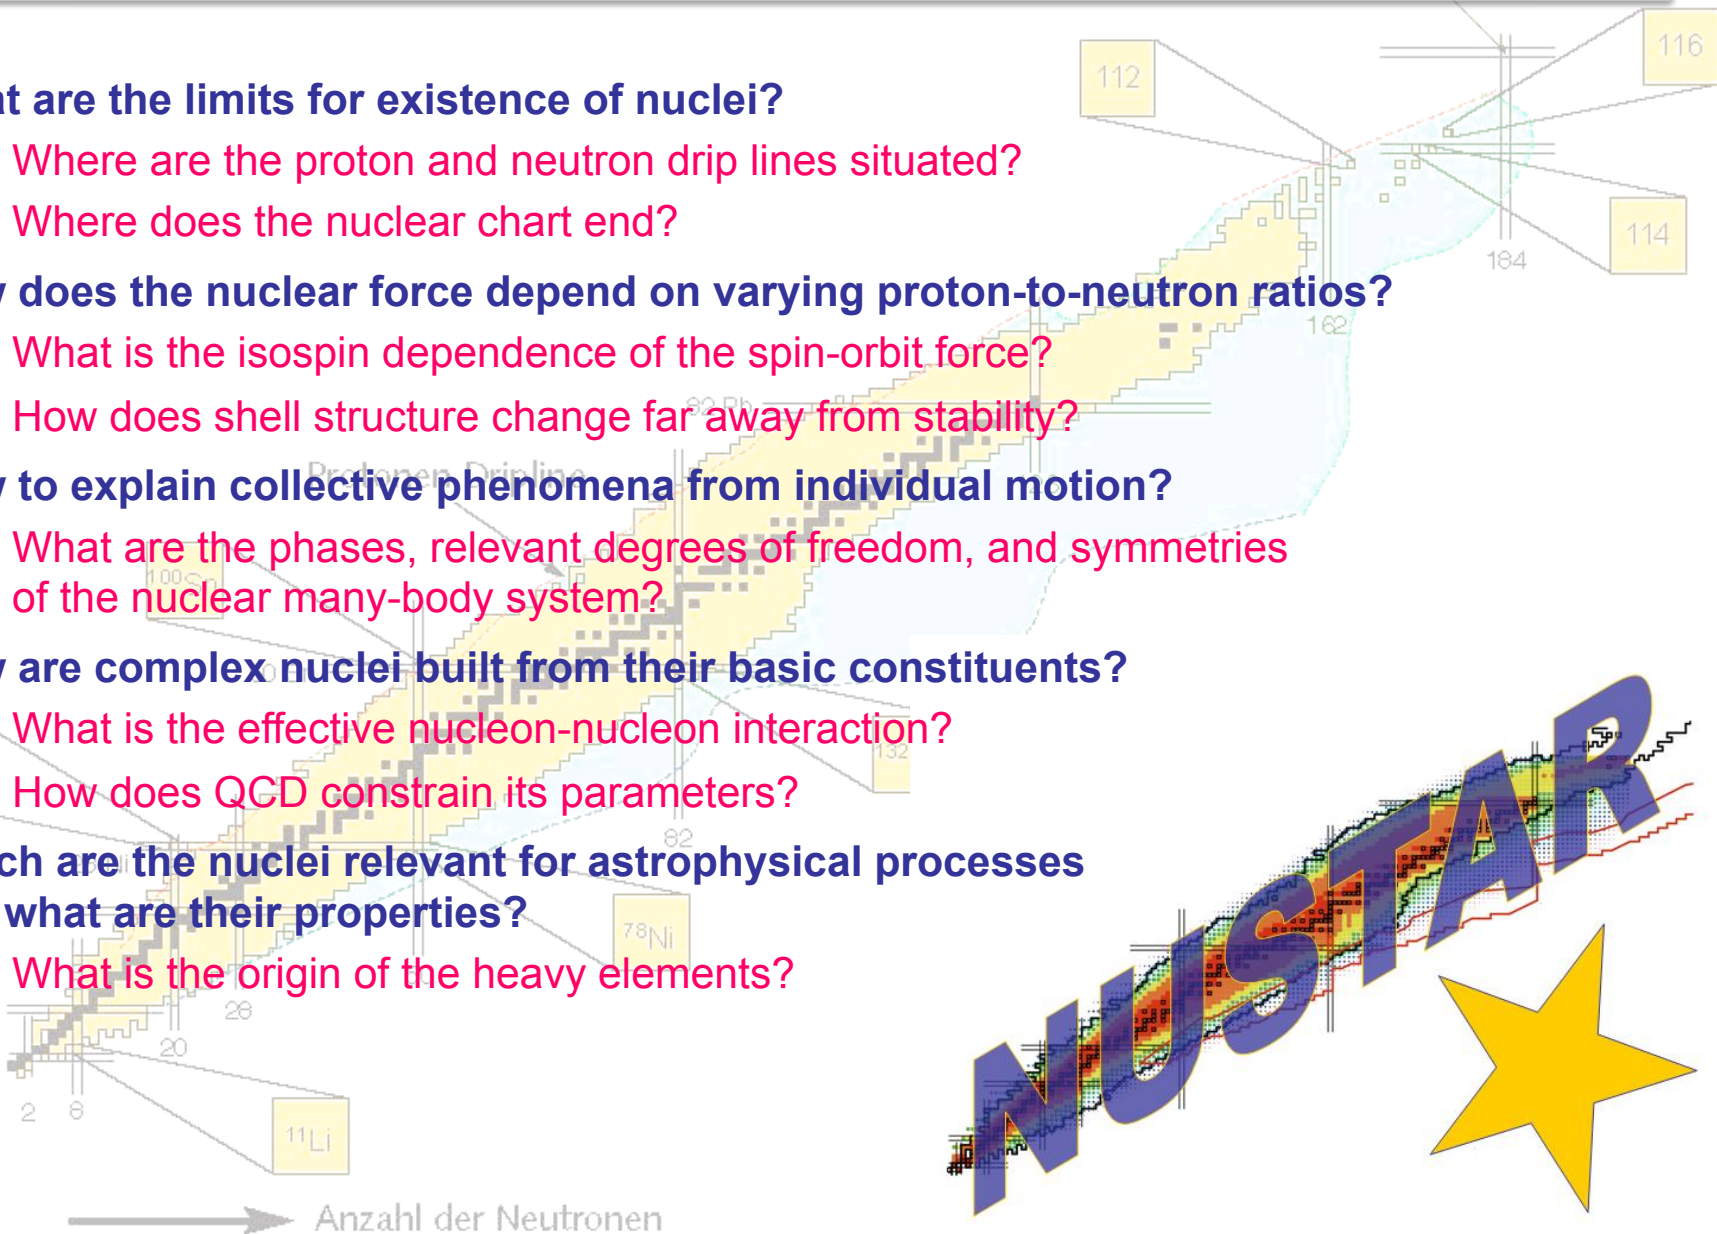 116
112
at are the limits for existence of nuclei?
Where are the proton and neutron drip lines situated?
Where does the nuclear chart end?
114
184
does the nuclear force depend on varying proton-to-neutron ratios?
162
What is the isospin dependence of the spin-orbit force?
82 Pb
How does shell structure change far away from stability?
Protonen Dripline
to explain collective phenomena from individual motion?
What are the phases, relevant degrees of freedom, and symmetries
100Sn
of the nuclear many-body system?
are complex nuclei built from their basic constituents?
What is the effective nucleon-nucleon interaction?
132
How does QCD constrain its parameters?
82
ch are the nuclei relevant for astrophysical processes
what are their properties?
78Ni
What is the origin of the heavy elements?
28
20
2 8
11Li
Anzahl der Neutronen
NUSTAR